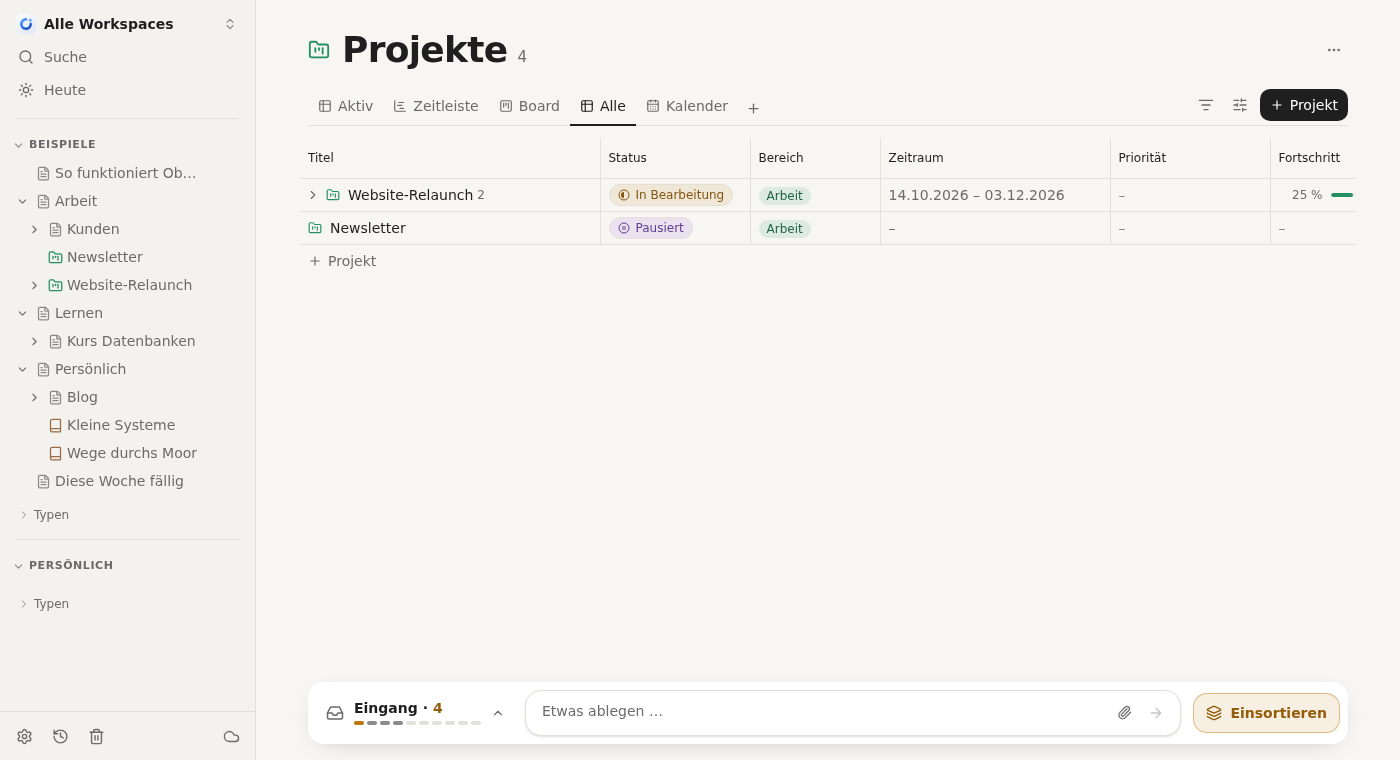 Alle Workspaces
Suche
Heute
BEISPIELE
So funktioniert Ob…
Arbeit
Kunden
Newsletter
Website-Relaunch
Lernen
Kurs Datenbanken
Persönlich
Blog
Kleine Systeme
Wege durchs Moor
Diese Woche fällig
Typen
PERSÖNLICH
Typen
Projekte 4
Aktiv Zeitleiste Board Alle Kalender
Projekt
Titel Status Bereich Zeitraum Priorität Fortschritt
Website-Relaunch 2 In Bearbeitung Arbeit 14.10.2026 – 03.12.2026 – 25 %
Newsletter Pausiert Arbeit – – –
Projekt
Eingang · 4
Etwas ablegen …
Einsortieren